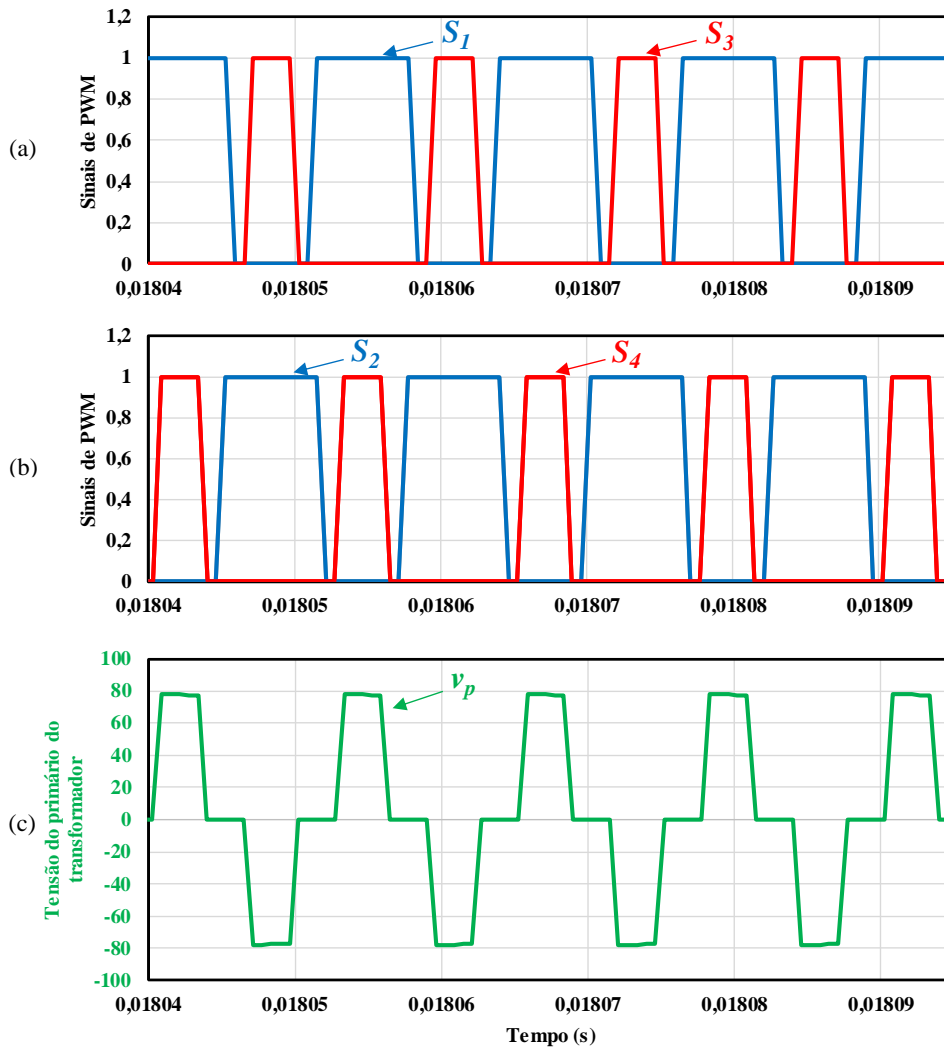 (a)
Sinais de PWM
1,2
1
0,8
0,6
0,4
0,2
0
S1
S3
0,01804 0,01805 0,01806 0,01807 0,01808 0,01809
(b)
Sinais de PWM
1,2
1
0,8
0,6
0,4
0,2
0
S2
S4
0,01804 0,01805 0,01806 0,01807 0,01808 0,01809
(c)
Tensão do primário do
transformador
100
80
60
40
20
0
-20
-40
-60
-80
-100
vp
0,01804 0,01805 0,01806 0,01807 0,01808 0,01809
Tempo (s)